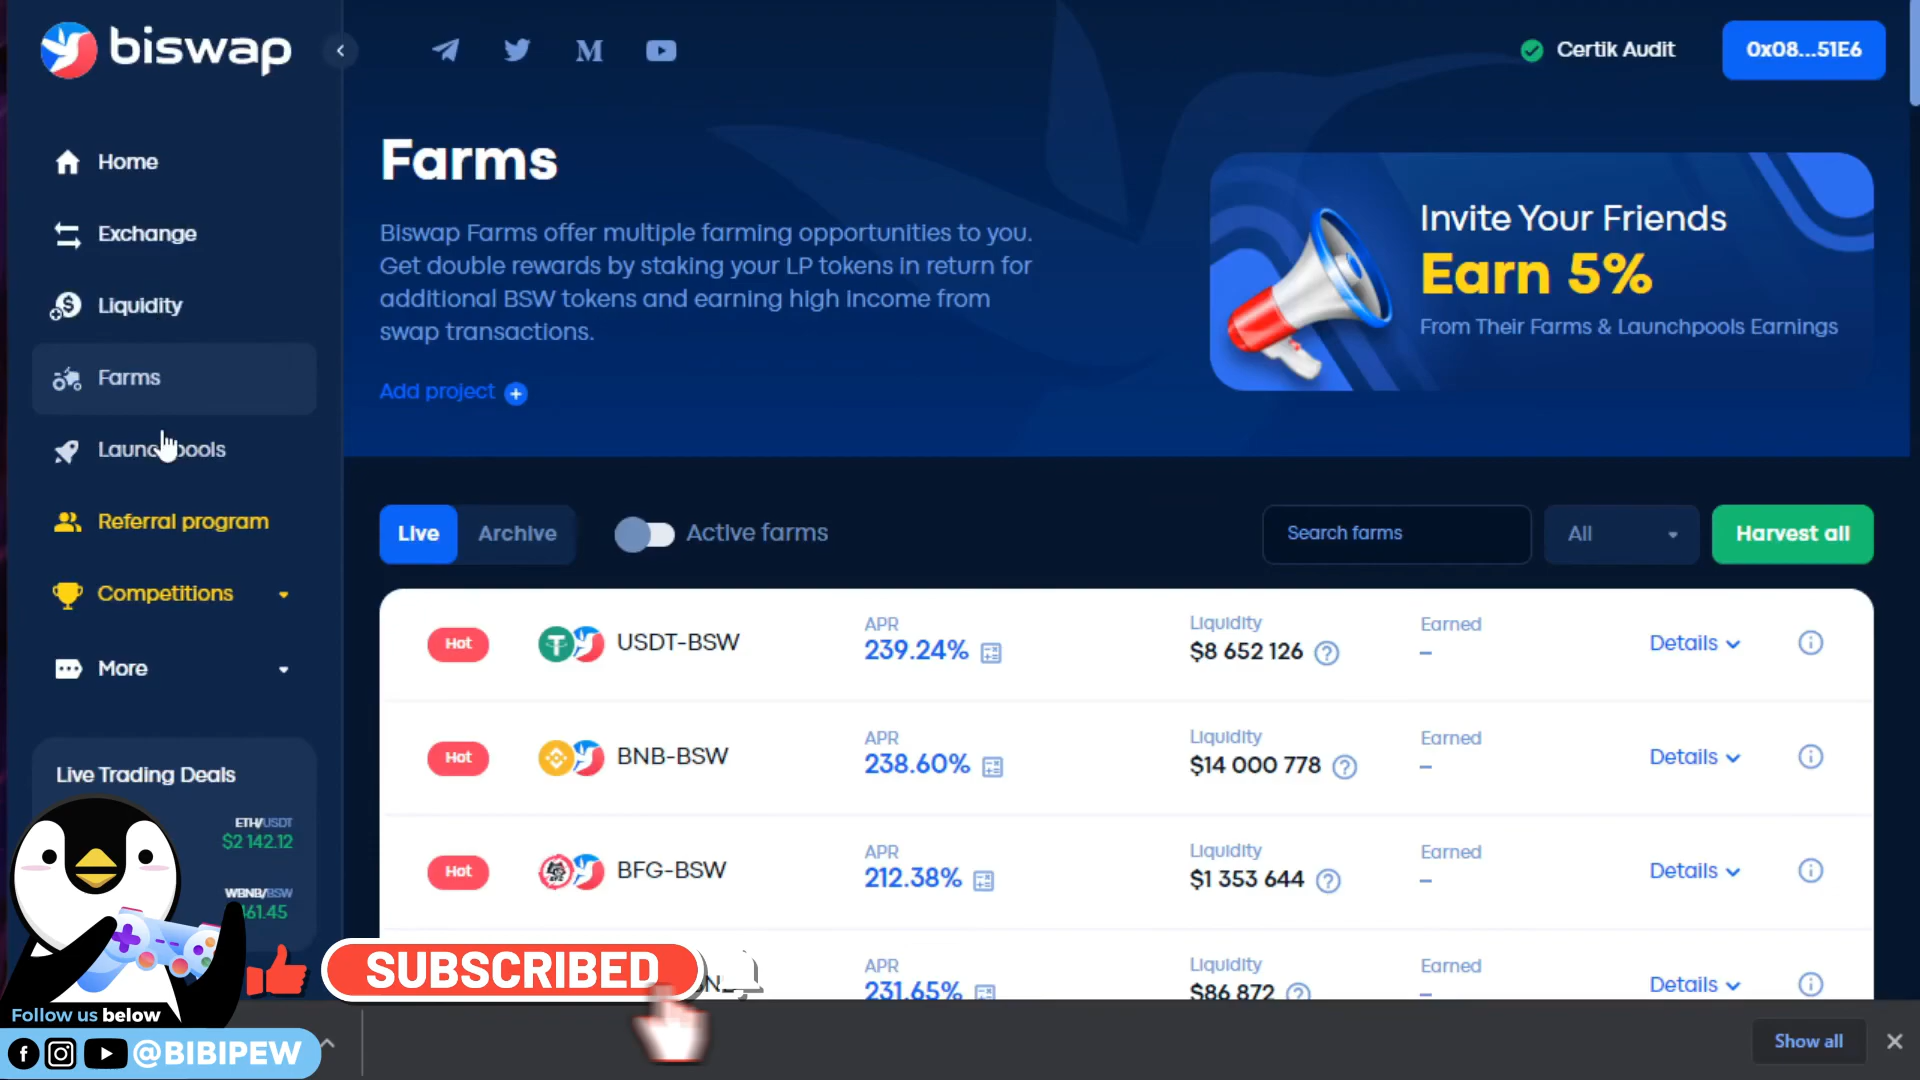 biswap
Certik Audit
0x08...51E6
Home
Exchange
Liquidity
Farms
Launchpools
Referral program
Competitions
More
Live Trading Deals
ETH/USDT
$2 142.12
WBNB/BSW
Farms
Biswap Farms offer multiple farming opportunities to you.
Get double rewards by staking your LP tokens in return for
additional BSW tokens and earning high income from
swap transactions.
Add project
Invite Your Friends
Earn 5%
From Their Farms & Launchpools Earnings
Live Archive Active farms Search farms All Harvest all
Hot USDT-BSW APR 239.24% Liquidity $8 652 126 Earned – Details
Hot BNB-BSW APR 238.60% Liquidity $14 000 778 Earned – Details
Hot BFG-BSW APR 212.38% Liquidity $1 353 644 Earned – Details
APR 231.65% Liquidity $86 872 Earned – Details
SUBSCRIBED
Follow us below
@BIBIPEW
Show all